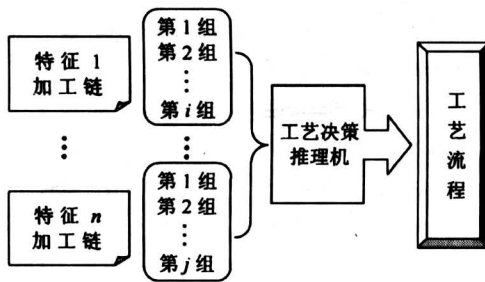 特征 1
加工链
第1组
第2组
⋮
第i组
⋮
⋮
特征 n
加工链
第1组
第2组
⋮
第j组
工艺决策
推理机
工艺流程